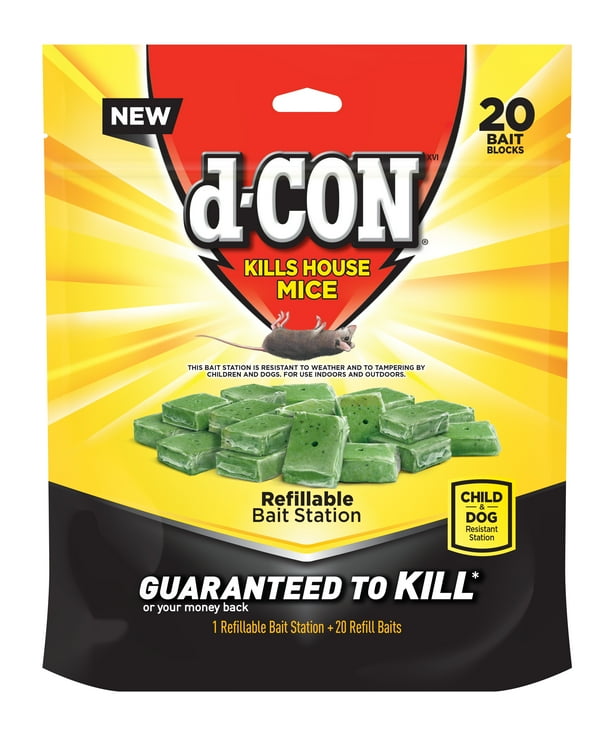 NEW
20
BAIT
BLOCKS
XVI
d-CON®
KILLS HOUSE
MICE
THIS BAIT STATION IS RESISTANT TO WEATHER AND TO TAMPERING BY
CHILDREN AND DOGS. FOR USE INDOORS AND OUTDOORS.
Refillable
Bait Station
CHILD
&
DOG
Resistant
Station
GUARANTEED TO KILL*
or your money back
1 Refillable Bait Station + 20 Refill Baits